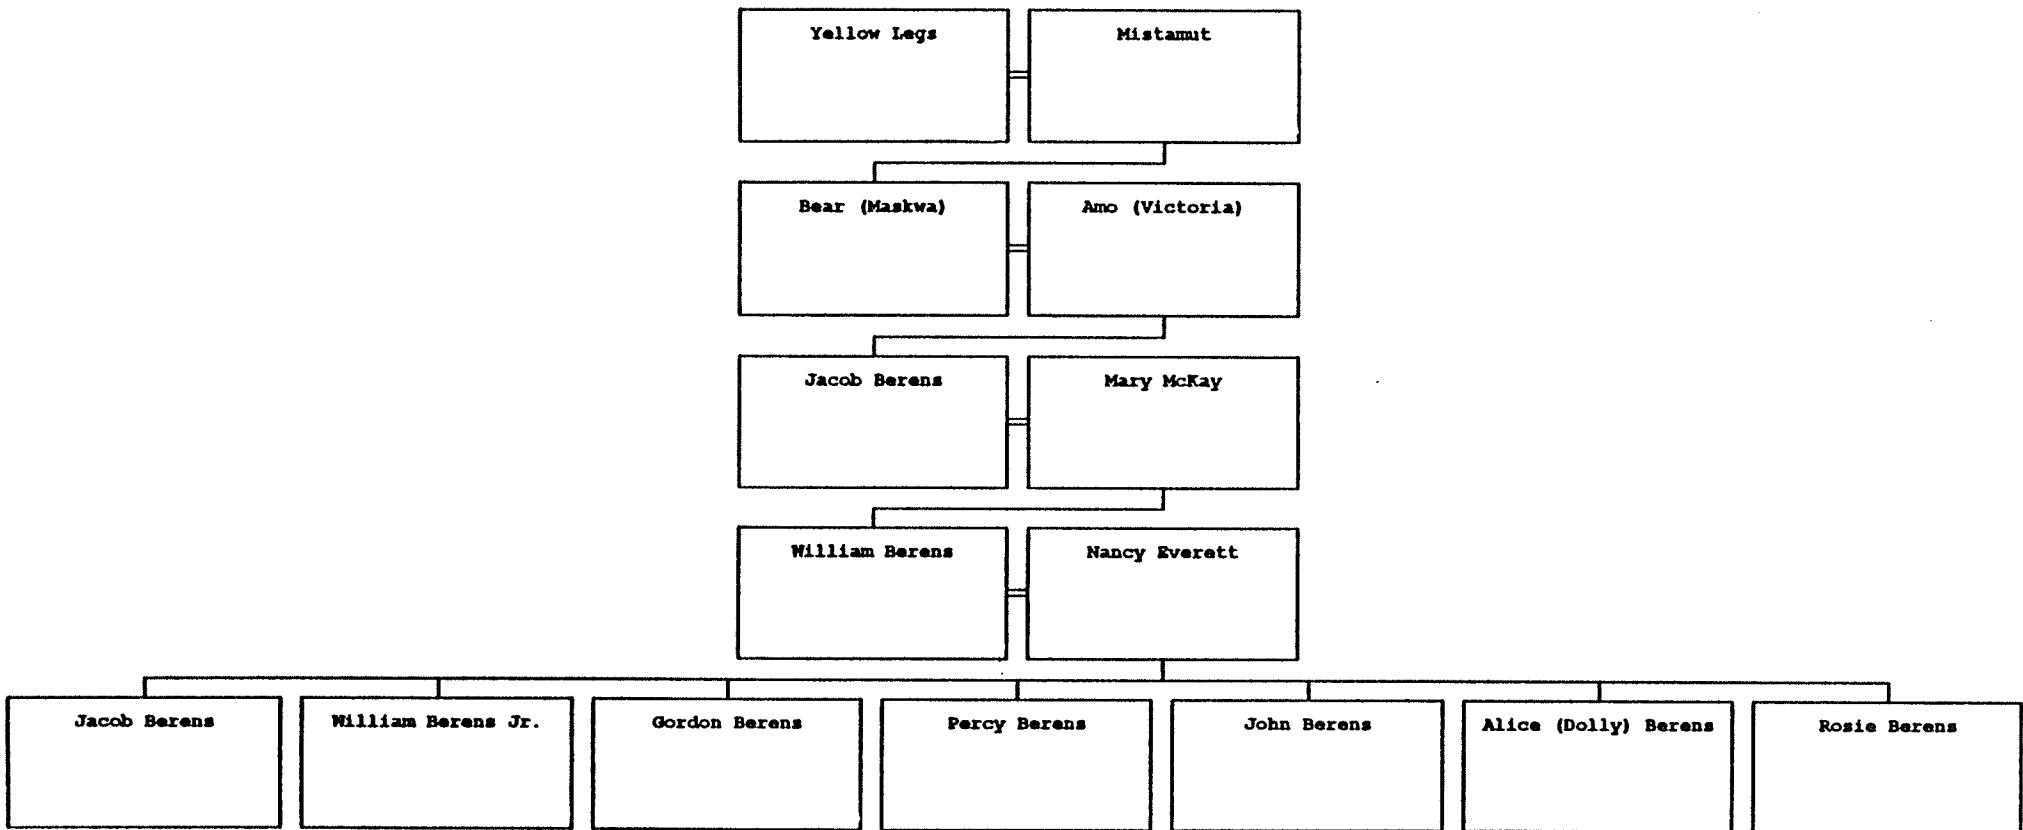 Yellow Legs
Mistamut
Bear (Maskwa)
Amo (Victoria)
Jacob Berens
Mary McKay
William Berens
Nancy Everett
Jacob Berens
William Berens Jr.
Gordon Berens
Percy Berens
John Berens
Alice (Dolly) Berens
Rosie Berens